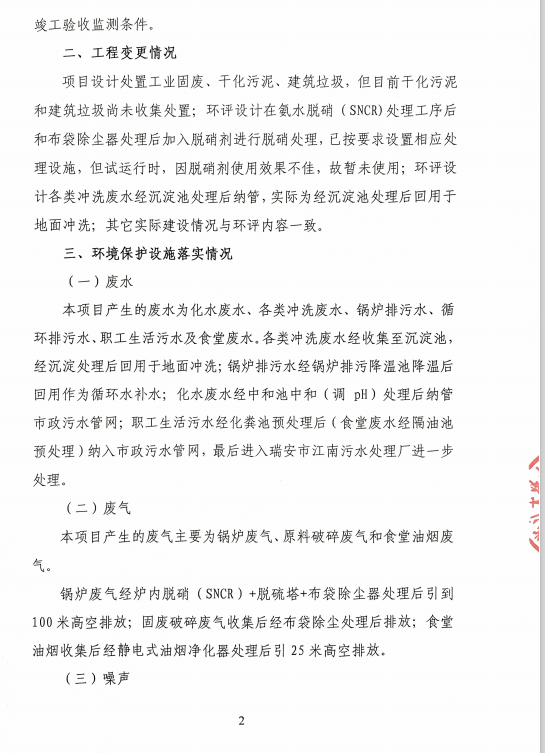 竣工验收监测条件。
二、工程变更情况
项目设计处置工业固废、干化污泥、建筑垃圾，但目前干化污泥
和建筑垃圾尚未收集处置；环评设计在氨水脱硝（SNCR)处理工序后
和布袋除尘器处理后加入脱硝剂进行脱硝处理，已按要求设置相应处
理设施，但试运行时，因脱硝剂使用效果不佳，故暂未使用；环评设
计各类冲洗废水经沉淀池处理后纳管，实际为经沉淀池处理后回用于
地面冲洗；其它实际建设情况与环评内容一致。
三、环境保护设施落实情况
（一）废水
本项目产生的废水为化水废水、各类冲洗废水、锅炉排污水、循
环排污水、职工生活污水及食堂废水。各类冲洗废水经收集至沉淀池，
经沉淀处理后回用于地面冲洗；锅炉排污水经锅炉排污降温池降温后
回用作为循环水补水；化水废水经中和池中和（调 pH）处理后纳管
市政污水管网；职工生活污水经化粪池预处理后（食堂废水经隔油池
预处理）纳入市政污水管网，最后进入瑞安市江南污水处理厂进一步
处理。
（二）废气
本项目产生的废气主要为锅炉废气、原料破碎废气和食堂油烟废
气。
锅炉废气经炉内脱硝（SNCR）+脱硫塔+布袋除尘器处理后引到
100 米高空排放；固废破碎废气收集后经布袋除尘处理后排放；食堂
油烟收集后经静电式油烟净化器处理后引 25 米高空排放。
（三）噪声
2